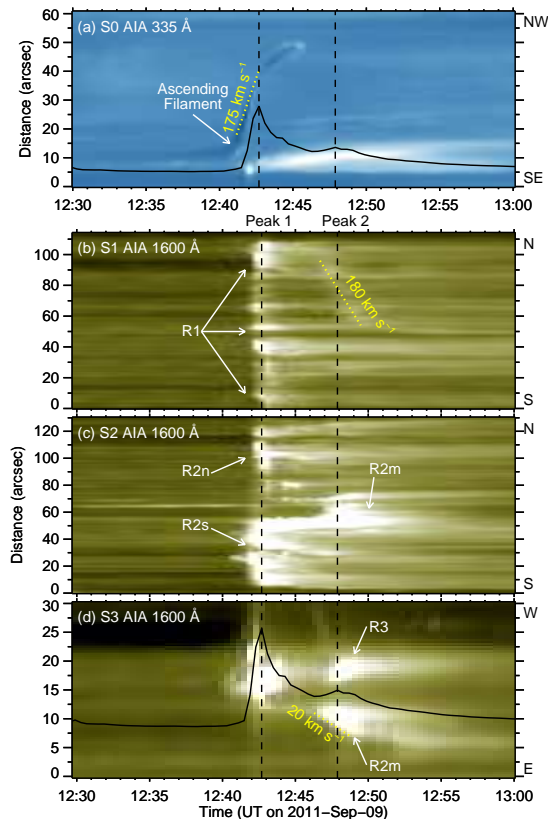 (a) S0 AIA 335 Å
NW
60
50
40
30
20
10
0
Distance (arcsec)
Ascending
Filament
175 km s⁻¹
SE
12:30 12:35 12:40 12:45 12:50 12:55 13:00
Peak 1 Peak 2
(b) S1 AIA 1600 Å
N
100
80
60
40
20
0
R1
180 km s⁻¹
S
(c) S2 AIA 1600 Å
N
120
100
80
60
40
20
0
Distance (arcsec)
R2n
R2m
R2s
S
(d) S3 AIA 1600 Å
W
30
25
20
15
10
5
0
R3
20 km s⁻¹
R2m
E
12:30 12:35 12:40 12:45 12:50 12:55 13:00
Time (UT on 2011−Sep−09)